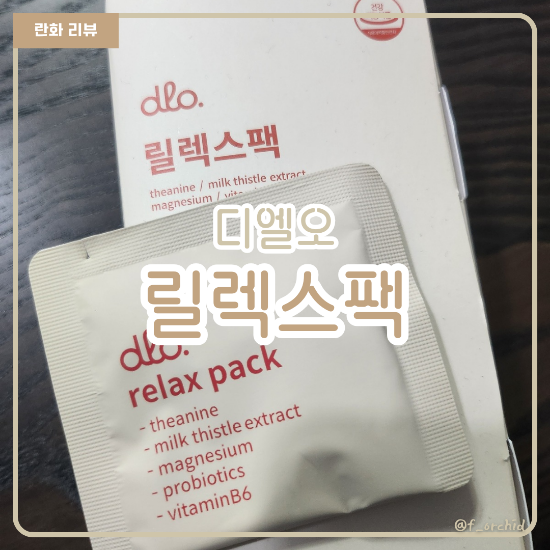 란화 리뷰
dlo.
릴렉스팩
theanine / milk thistle extract
magnesium /
디엘오
릴렉스팩
dlo.
relax pack
- theanine
- milk thistle extract
- magnesium
- probiotics
- vitaminB6
@f_orchid